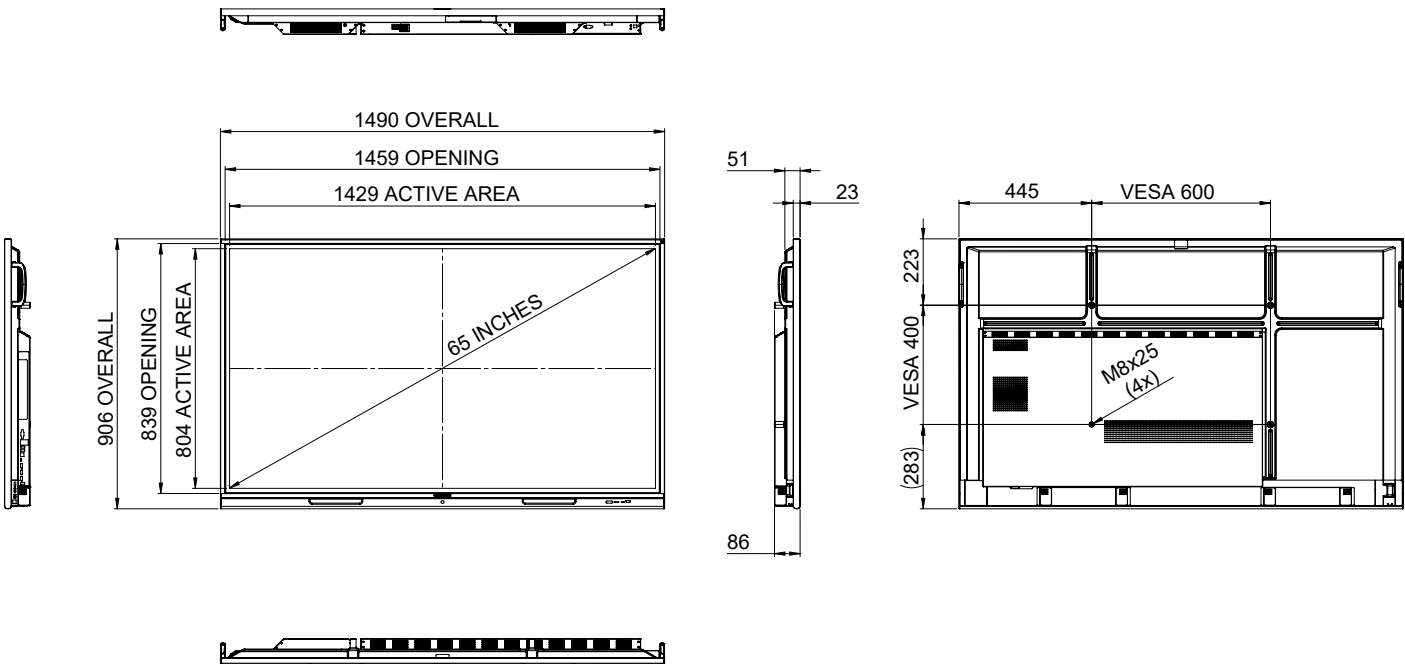 1490 OVERALL
1459 OPENING
1429 ACTIVE AREA
906 OVERALL
839 OPENING
804 ACTIVE AREA
65 INCHES
51
23
86
445
VESA 600
223
VESA 400
(283)
M8x25
(4x)